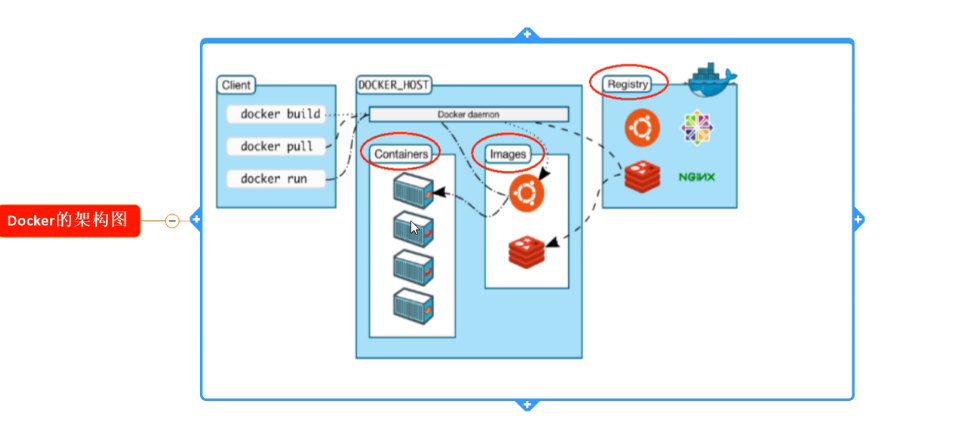 Docker的架构图
Client
docker build
docker pull
docker run
DOCKER_HOST
Docker daemon
Containers
Images
Registry
NGINX